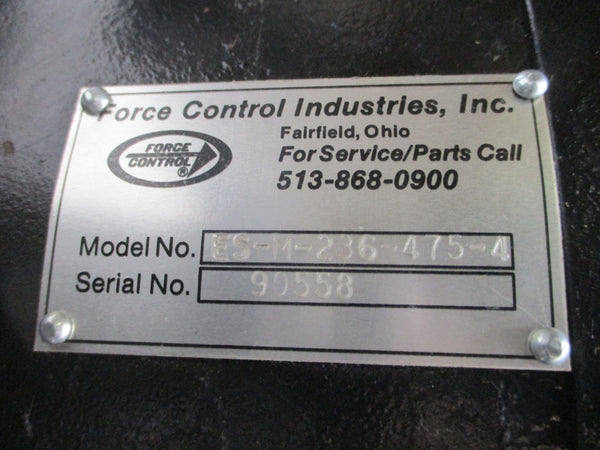 Force Control Industries, Inc.
Fairfield, Ohio
FORCE CONTROL ®
For Service/Parts Call
513-868-0900
Model No. ES-M-236-475-4
Serial No. 90558